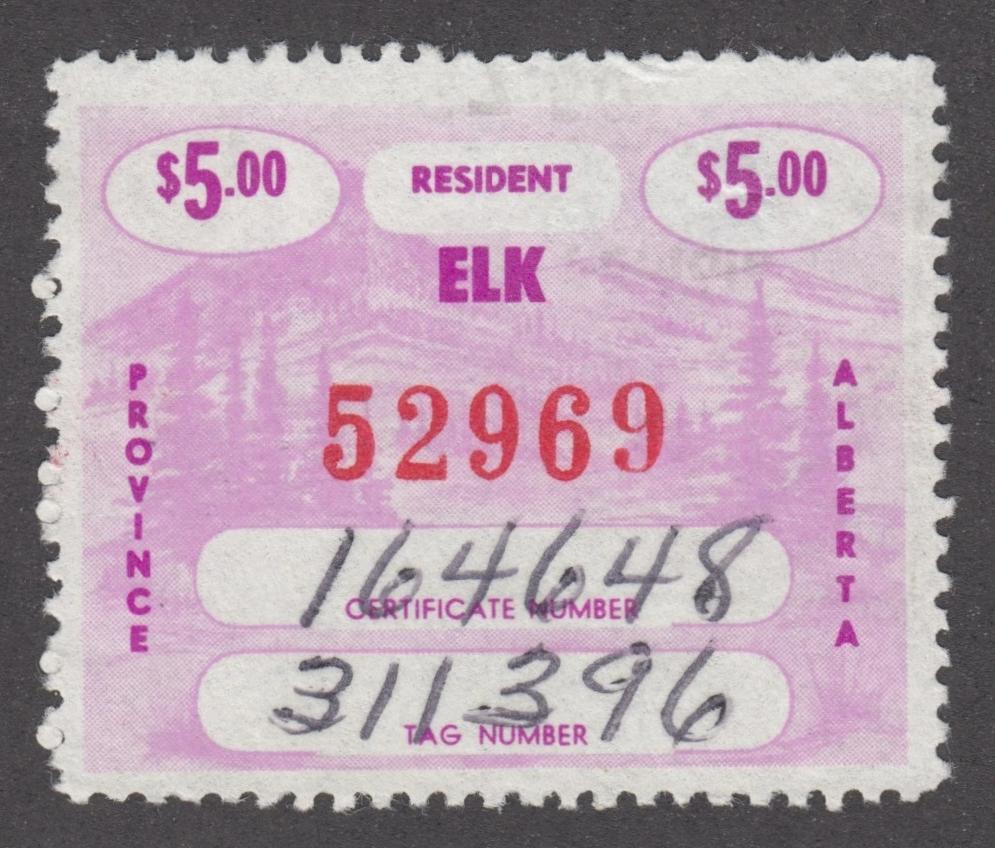 $5.00 RESIDENT $5.00
ELK
PROVINCE
52969
ALBERTA
164648
CERTIFICATE NUMBER
311396
TAG NUMBER